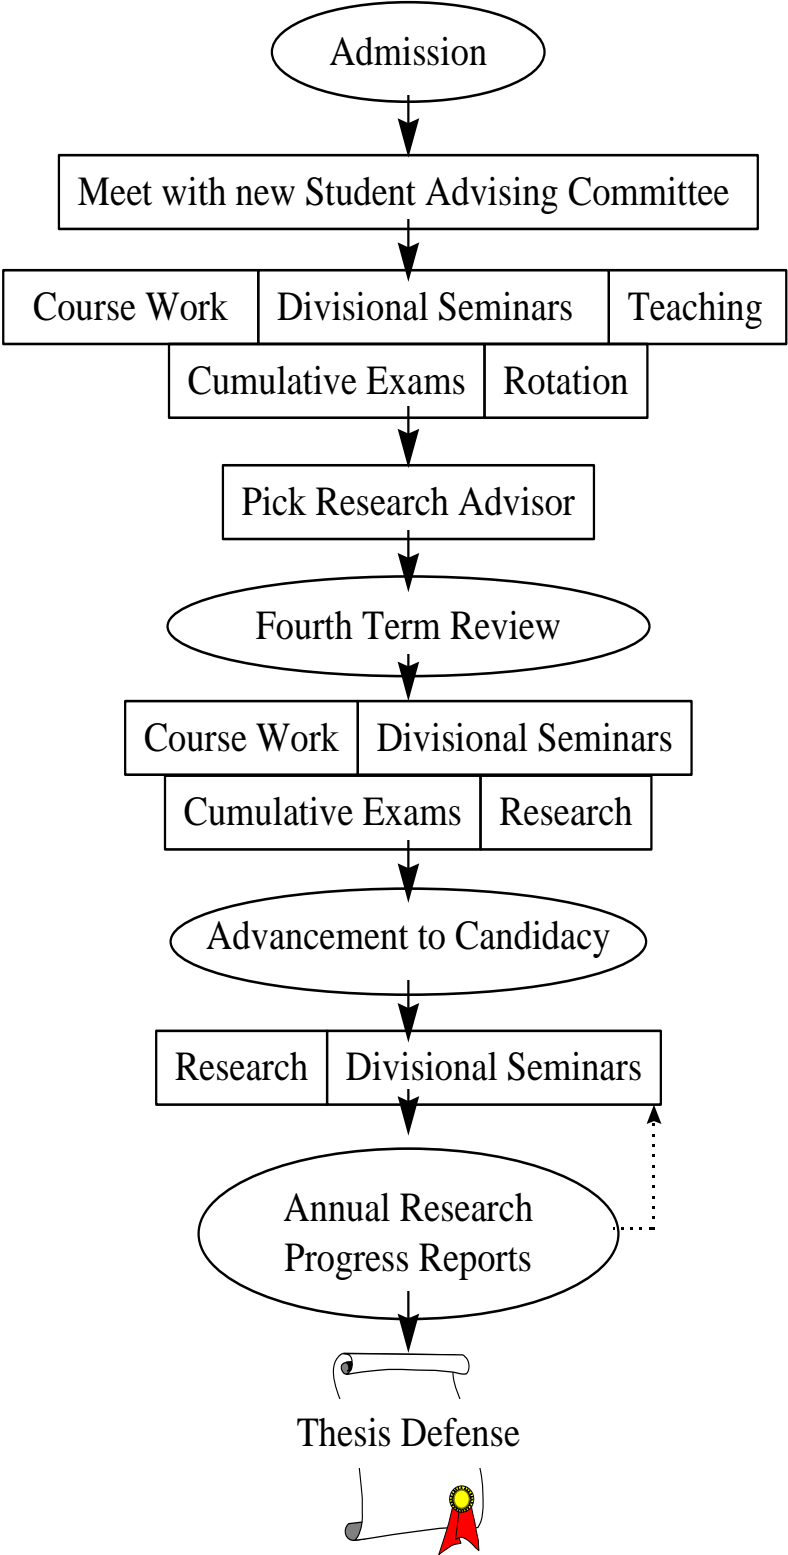 Admission
Meet with new Student Advising Committee
Course Work Divisional Seminars Teaching
Cumulative Exams Rotation
Pick Research Advisor
Fourth Term Review
Course Work Divisional Seminars
Cumulative Exams Research
Advancement to Candidacy
Research Divisional Seminars
Annual Research
Progress Reports
Thesis Defense